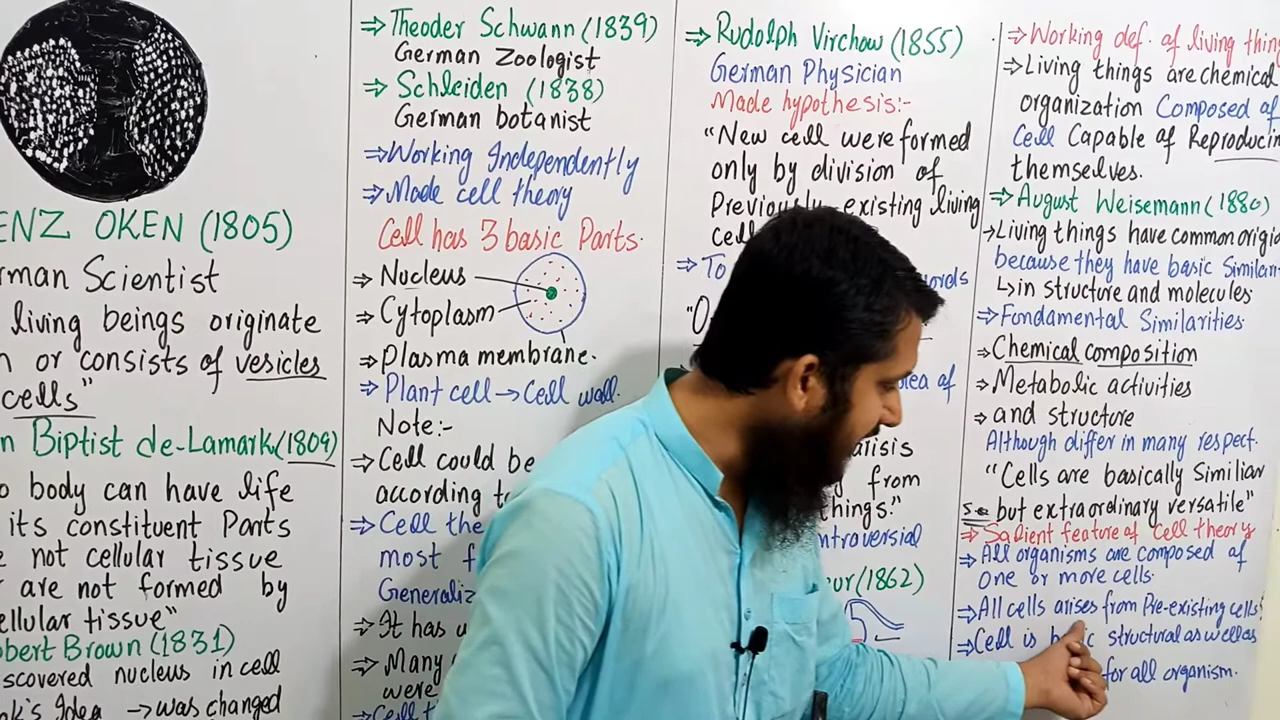 ENZ OKEN (1805)
rman Scientist
living beings originate
n or consists of vesicles
cells"
n Biptist de-Lamark (1809)
o body can have life
its constituent Parts
e not cellular tissue
r are not formed by
ellular tissue"
obert Brown (1831)
scovered nucleus in cell
k's Idea → was changed
⇒ Theoder Schwann (1839)
German Zoologist
⇒ Schleiden (1838)
German botanist
⇒ Working Independently
⇒ Made cell theory
Cell has 3 basic Parts.
⇒ Nucleus
⇒ Cytoplasm
⇒ Plasma membrane.
⇒ Plant cell → Cell wall.
Note:-
⇒ Cell could be
according to
⇒ Cell the
most f
Generaliz
⇒ It has
⇒ Many
were
⇒ Cell t
⇒ Rudolph Virchow (1855)
German Physician
Made hypothesis:-
"New cell were formed
only by division of
Previously existing living
cel
⇒ To words
"O
dea of
from
things."
ntroversial
ur (1862)
⇒ Working def. of living thing
⇒ Living things are chemical
organization Composed of
Cell Capable of Reproducin
themselves.
⇒ August Weisemann (1880)
⇒ Living things have common origi
because they have basic Similari
↳ in structure and molecules
⇒ Fundamental Similarities
⇒ Chemical composition
⇒ Metabolic activities
⇒ and structure
Although differ in many respect.
"Cells are basically Similiar
but extraordinary versatile"
⇒ Salient feature of Cell theory
⇒ All organisms are composed of
one or more cells.
⇒ All cells arises from Pre-existing cells
⇒ Cell is b ic structural as well as
for all organism.